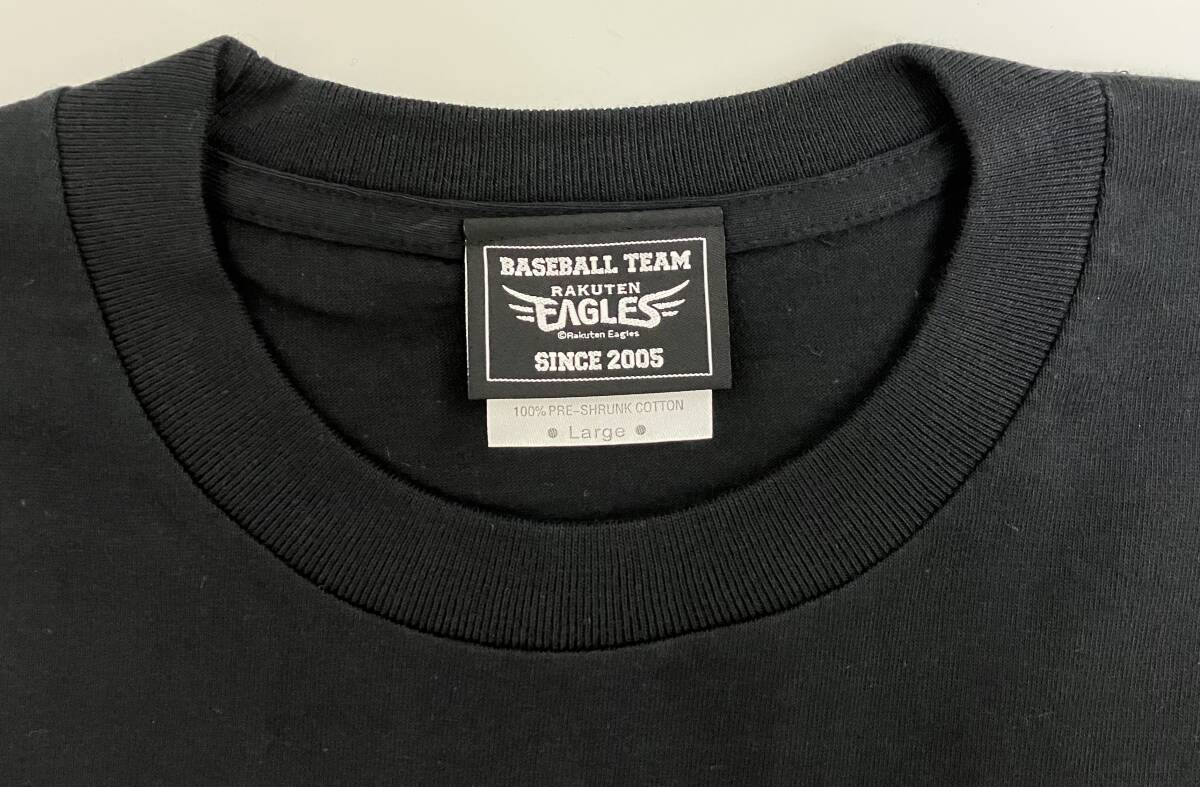 BASEBALL TEAM
RAKUTEN
EAGLES
©Rakuten Eagles
SINCE 2005
100% PRE-SHRUNK COTTON
Large